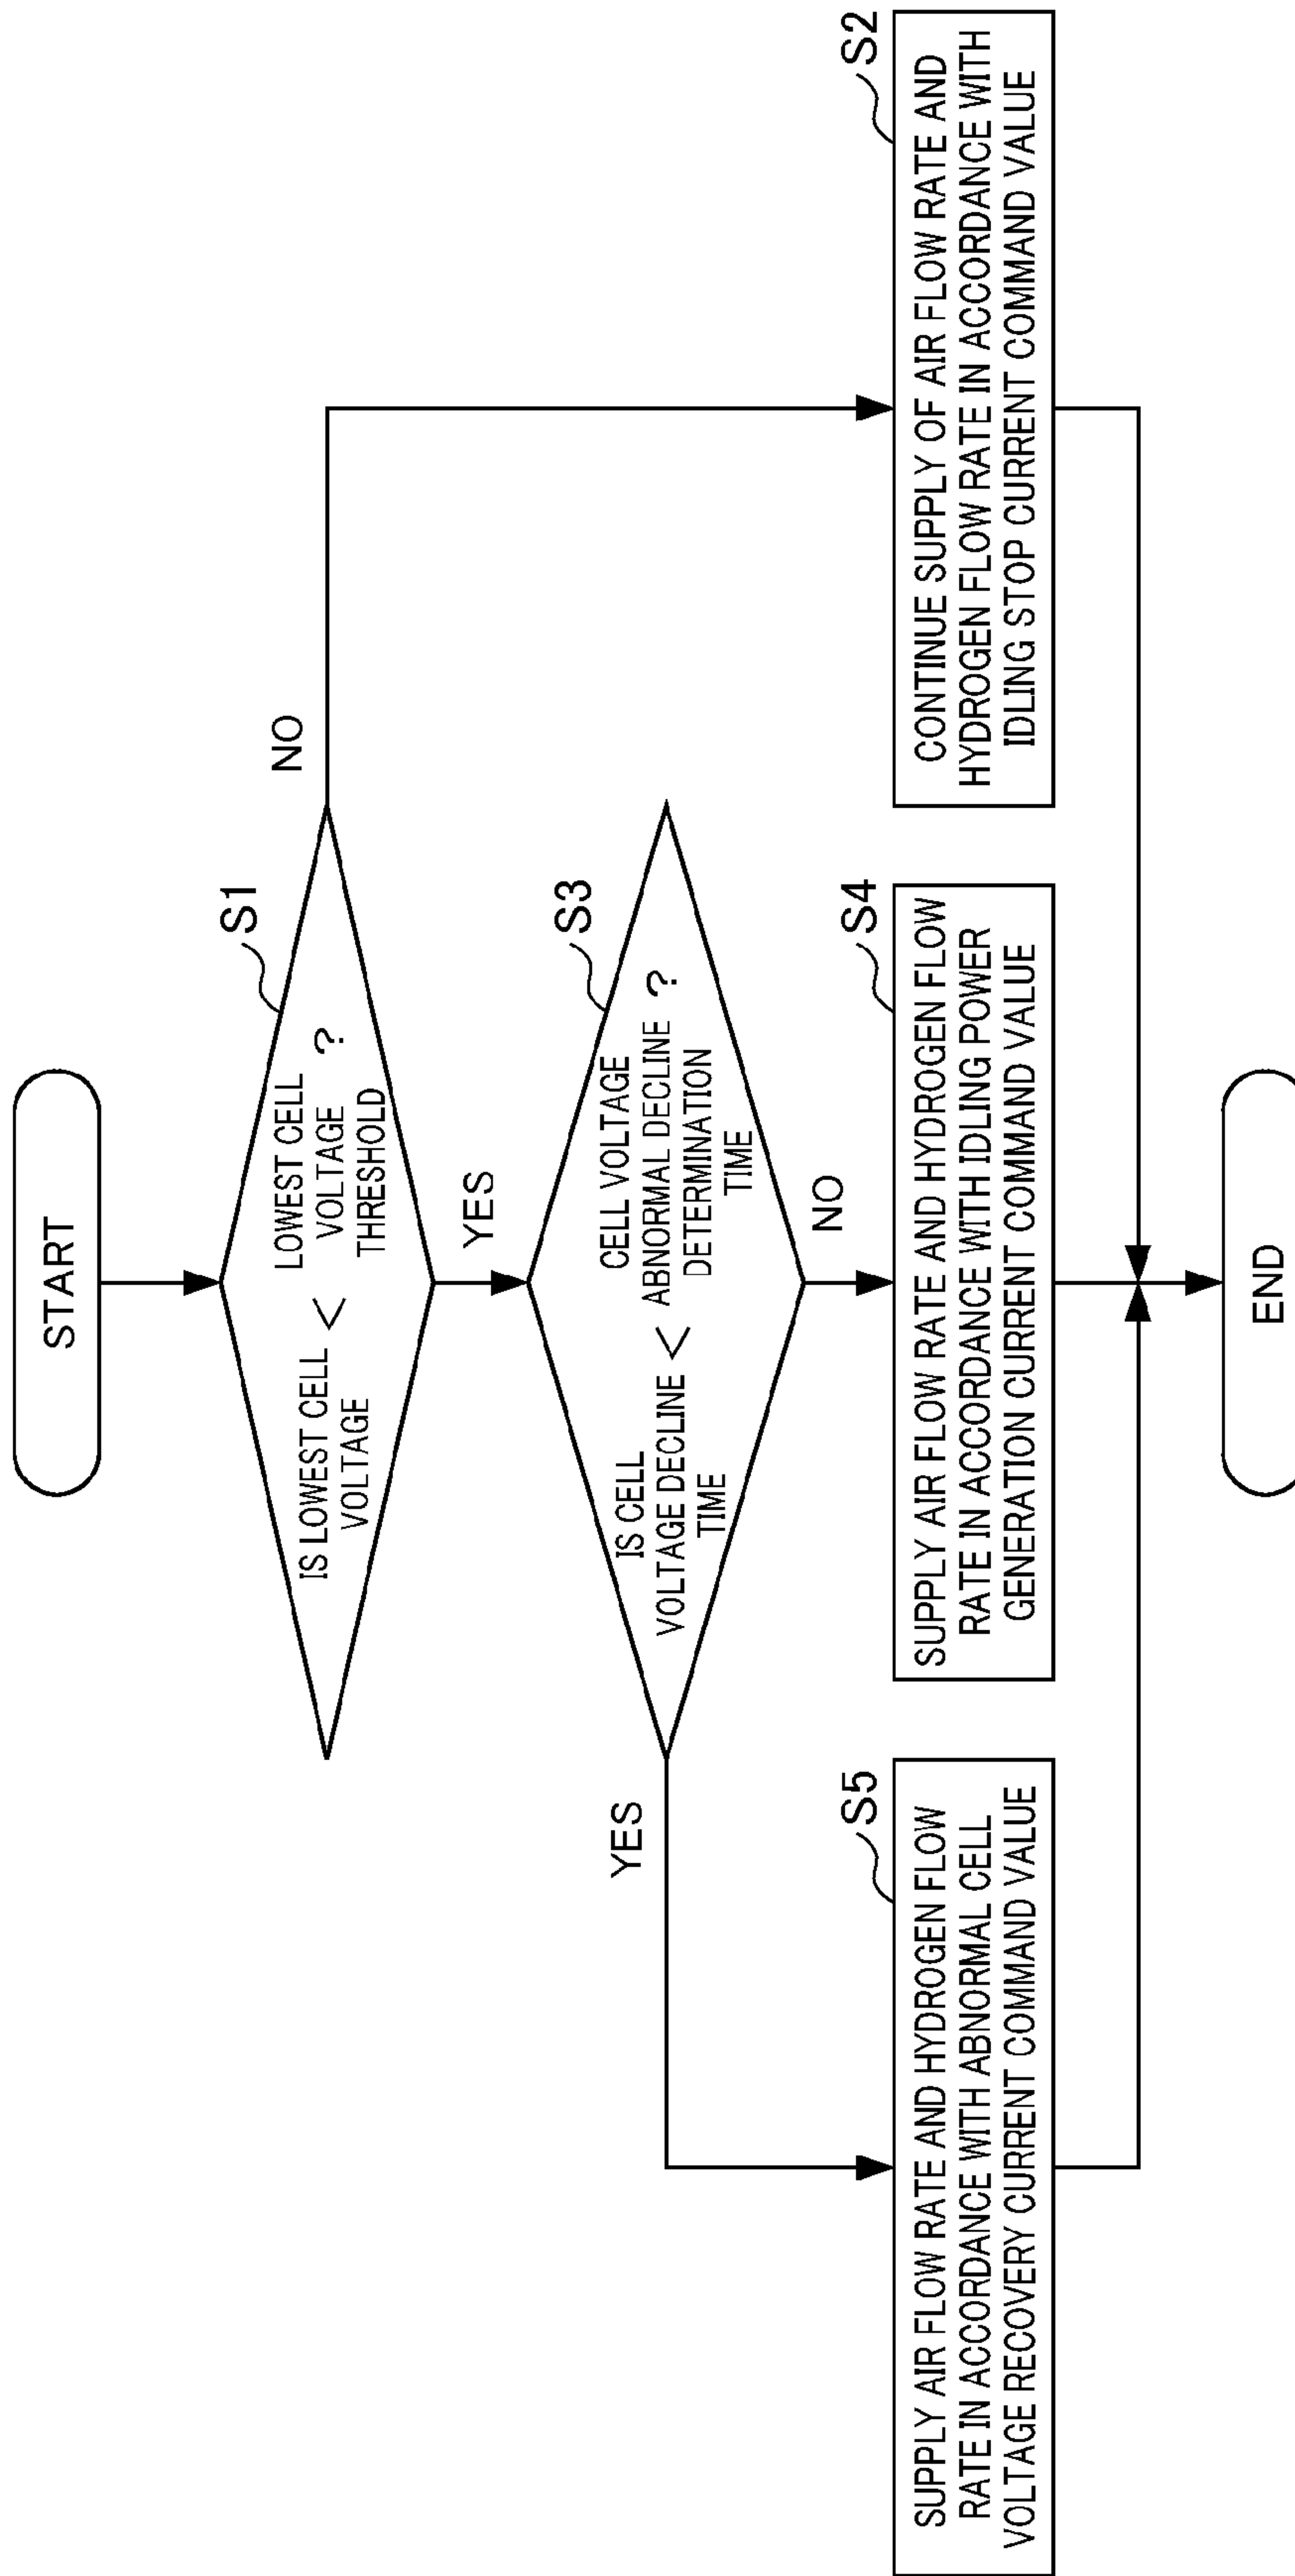 START
S1
IS LOWEST CELL
VOLTAGE
<
LOWEST CELL
VOLTAGE
THRESHOLD
?
NO
YES
S3
IS CELL
VOLTAGE DECLINE
TIME
<
CELL VOLTAGE
ABNORMAL DECLINE
DETERMINATION
TIME
?
YES
NO
S5
SUPPLY AIR FLOW RATE AND HYDROGEN FLOW
RATE IN ACCORDANCE WITH ABNORMAL CELL
VOLTAGE RECOVERY CURRENT COMMAND VALUE
S4
SUPPLY AIR FLOW RATE AND HYDROGEN FLOW
RATE IN ACCORDANCE WITH IDLING POWER
GENERATION CURRENT COMMAND VALUE
S2
CONTINUE SUPPLY OF AIR FLOW RATE AND
HYDROGEN FLOW RATE IN ACCORDANCE WITH
IDLING STOP CURRENT COMMAND VALUE
END